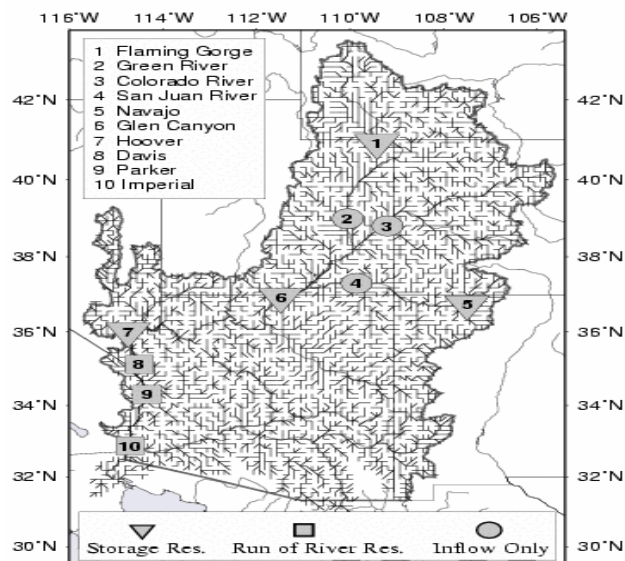 116°W 114°W 112°W 110°W 108°W 106°W
1 Flaming Gorge
2 Green River
3 Colorado River
4 San Juan River
5 Navajo
6 Glen Canyon
7 Hoover
8 Davis
9 Parker
10 Imperial
42°N 42°N
1
40°N 40°N
2
3
38°N 38°N
4
6
5
36°N 36°N
7
8
9
34°N 34°N
10
32°N 32°N
Storage Res. Run of River Res. Inflow Only
30°N 30°N